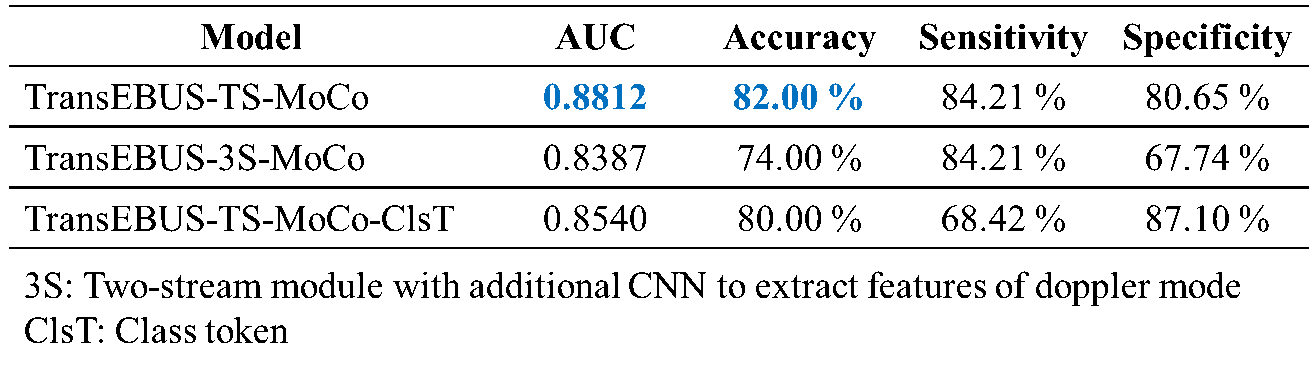 Model AUC Accuracy Sensitivity Specificity
TransEBUS-TS-MoCo 0.8812 82.00 % 84.21 % 80.65 %
TransEBUS-3S-MoCo 0.8387 74.00 % 84.21 % 67.74 %
TransEBUS-TS-MoCo-ClsT 0.8540 80.00 % 68.42 % 87.10 %
3S: Two-stream module with additional CNN to extract features of doppler mode
ClsT: Class token